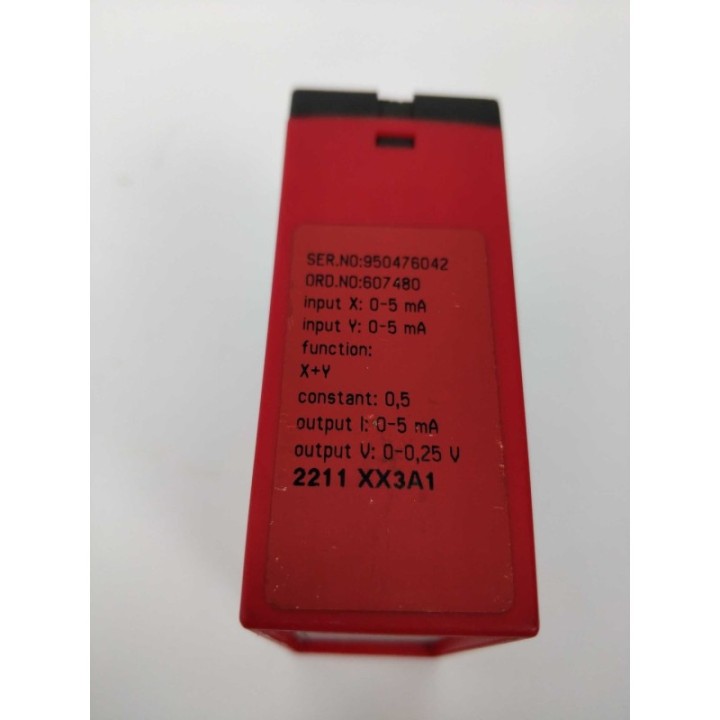 SER.NO:950476042
ORD.NO:607480
input X: 0-5 mA
input Y: 0-5 mA
function:
X+Y
constant: 0,5
output I: 0-5 mA
output V: 0-0,25 V
2211 XX3A1